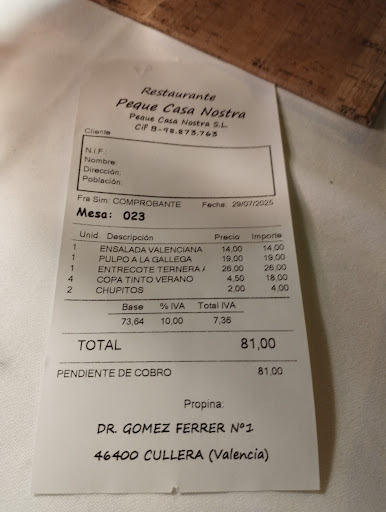 Restaurante
Peque Casa Nostra
Peque Casa Nostra S.L.
Cif B-98.873.763
Cliente
N.I.F.:
Nombre:
Dirección:
Población:
Fra Sim: COMPROBANTE Fecha: 29/07/2025
Mesa: 023
Unid. Descripción Precio Importe
1 ENSALADA VALENCIANA 14,00 14,00
1 PULPO A LA GALLEGA 19,00 19,00
1 ENTRECOTE TERNERA A 26,00 26,00
4 COPA TINTO VERANO 4,50 18,00
2 CHUPITOS 2,00 4,00
Base % IVA Total IVA
73,64 10,00 7,36
TOTAL 81,00
PENDIENTE DE COBRO 81,00
Propina:
DR. GOMEZ FERRER Nº1
46400 CULLERA (Valencia)